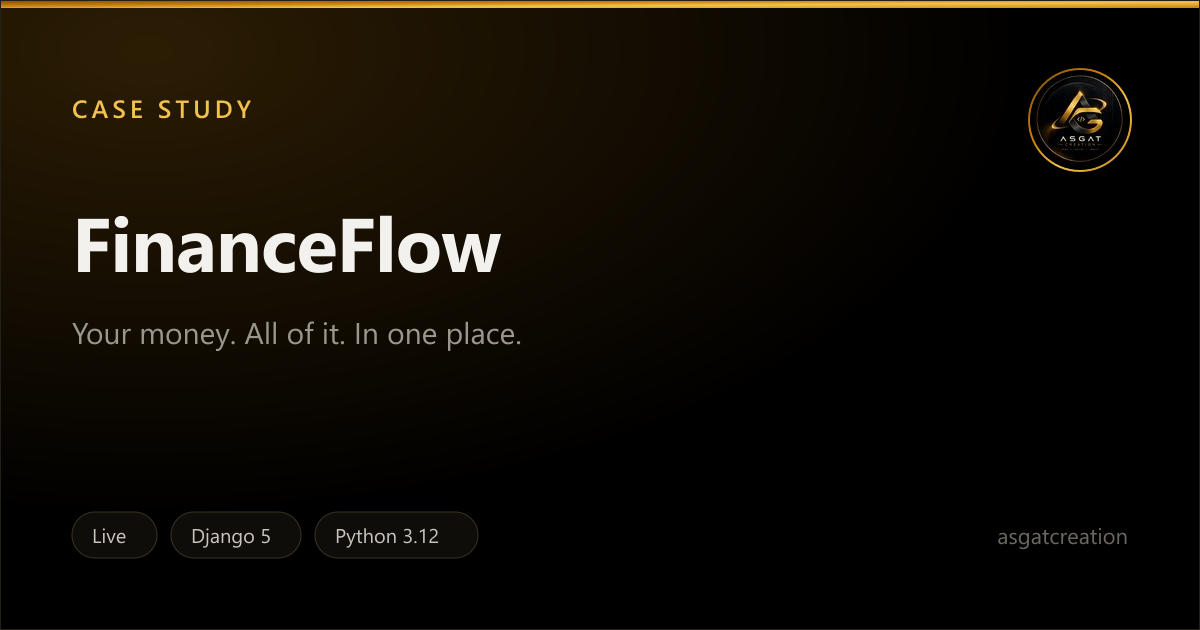 CASE STUDY
ASGAT
CREATION
FinanceFlow
Your money. All of it. In one place.
Live
Django 5
Python 3.12
asgatcreation